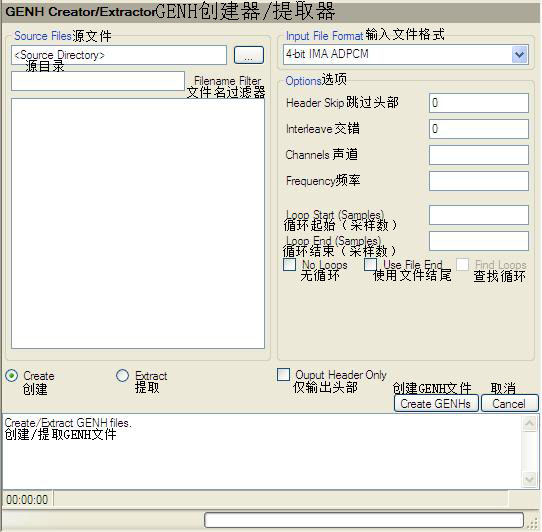 GENH Creator/Extractor GENH创建器/提取器
Source Files 源文件
<Source Directory>
...
源目录
Filename Filter
文件名过滤器
Input File Format 输入文件格式
4-bit IMA ADPCM
Options 选项
Header Skip 跳过头部 0
Interleave 交错 0
Channels 声道
Frequency 频率
Loop Start (Samples)
循环起始（采样数）
Loop End (Samples)
循环结束（采样数）
No Loops Use File End Find Loops
无循环 使用文件结尾 查找循环
Create Extract
创建 提取
Ouput Header Only
仅输出头部
创建GENH文件 取消
Create GENHs Cancel
Create/Extract GENH files.
创建/提取GENH文件
00:00:00